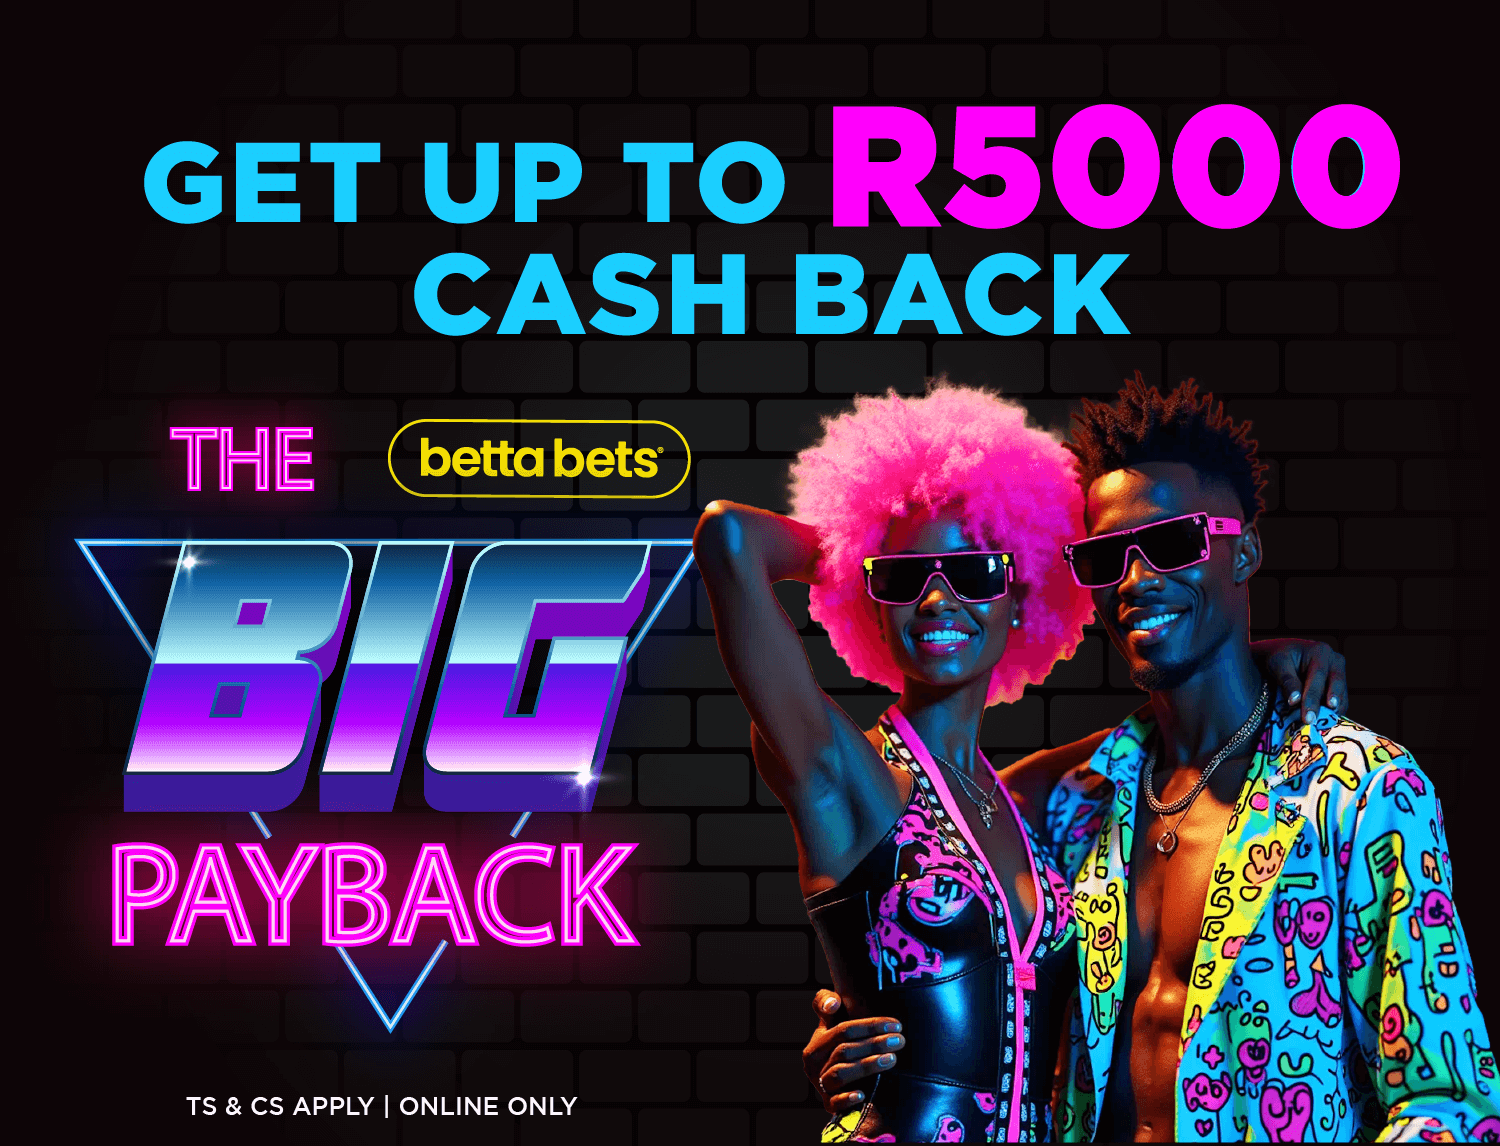 GET UP TO R5000
CASH BACK
THE
betta bets®
BIG
PAYBACK
TS & CS APPLY | ONLINE ONLY